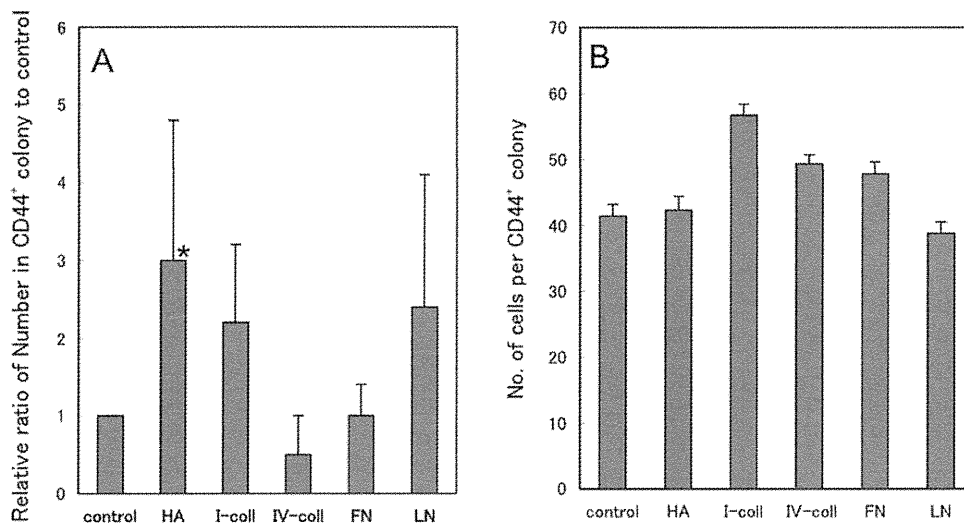 Relative ratio of Number in CD44⁺ colony to control
A
6
5
4
3
2
1
0
*
control HA I-coll IV-coll FN LN
No. of cells per CD44⁺ colony
B
70
60
50
40
30
20
10
0
control HA I-coll IV-coll FN LN